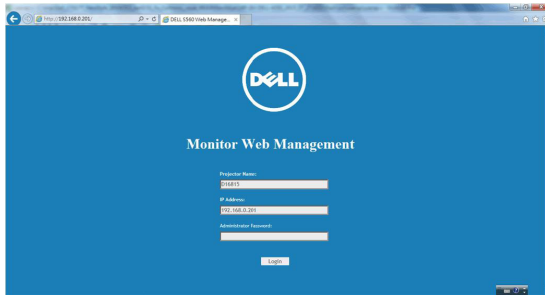 http://192.168.0.201/
DELL S560 Web Manage...
DELL
Monitor Web Management
Projector Name:
D16815
IP Address:
192.168.0.201
Administrator Password:
Login